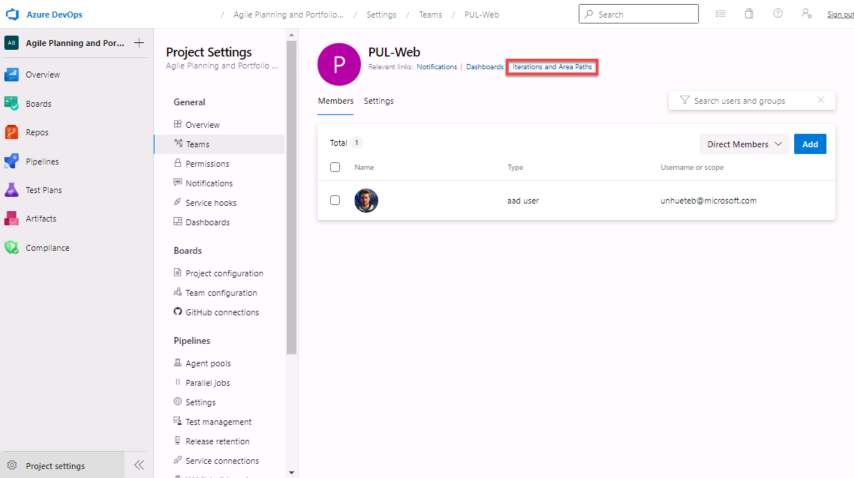 Azure DevOps
/ Agile Planning and Portfolio... / Settings / Teams / PUL-Web
Search
Sign out
AB Agile Planning and Por...
Overview
Boards
Repos
Pipelines
Test Plans
Artifacts
Compliance
Project settings
Project Settings
Agile Planning and Portfolio ...
General
Overview
Teams
Permissions
Notifications
Service hooks
Dashboards
Boards
Project configuration
Team configuration
GitHub connections
Pipelines
Agent pools
Parallel jobs
Settings
Test management
Release retention
Service connections
P
PUL-Web
Relevant links: Notifications | Dashboards Iterations and Area Paths
Members Settings
Search users and groups
Total 1
Direct Members
Add
Name Type Username or scope
aad user unhueteb@microsoft.com